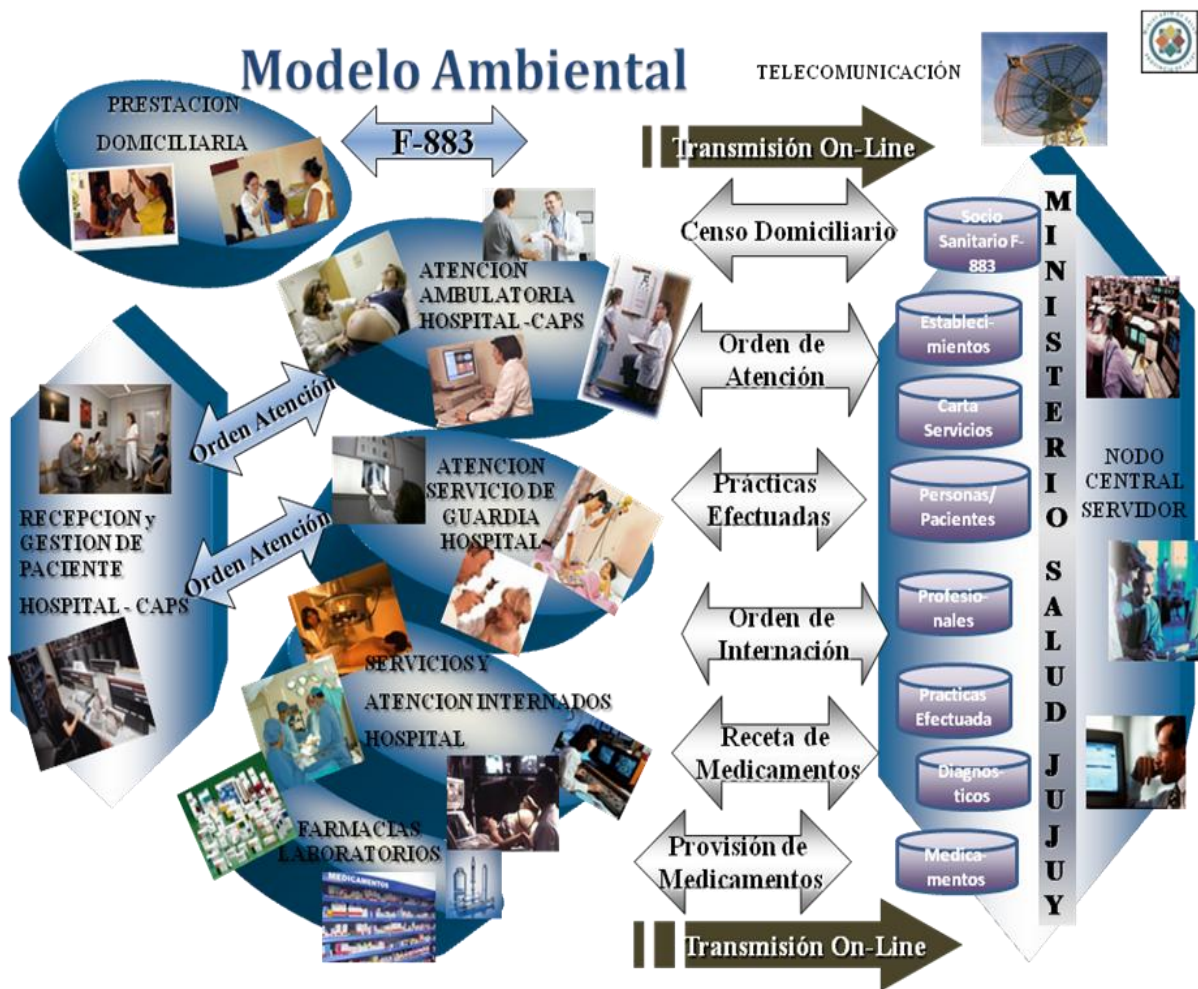 Modelo Ambiental
TELECOMUNICACIÓN
PRESTACION
DOMICILIARIA
F-883
Transmisión On-Line
Censo Domiciliario
Socio
Sanitario F-
883
ATENCION
AMBULATORIA
HOSPITAL -CAPS
Orden de
Atención
Estableci-
mientos
Orden Atención
Carta
Servicios
ATENCION
SERVICIO DE
GUARDIA
HOSPITAL
Prácticas
Efectuadas
Personas/
Pacientes
NODO
CENTRAL
SERVIDOR
RECEPCION y
GESTION DE
PACIENTE
HOSPITAL - CAPS
Orden Atención
Orden de
Internación
Profesio-
nales
SERVICIOS Y
ATENCION INTERNADOS
HOSPITAL
Practicas
Efectuada
Receta de
Medicamentos
Diagnos-
ticos
FARMACIAS
LABORATORIOS
MEDICAMENTOS
Provisión de
Medicamentos
Medica-
mentos
MINISTERIO SALUD JUJUY
Transmisión On-Line